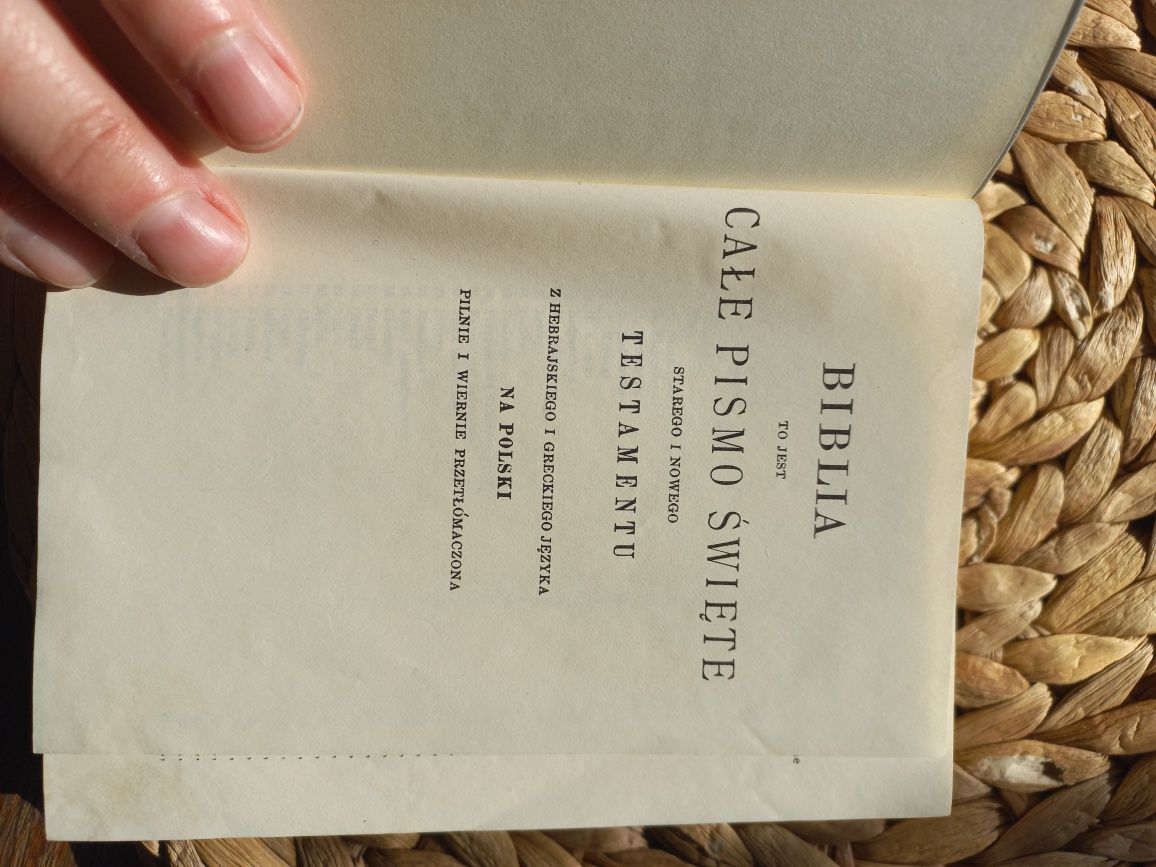 BIBLIA
TO JEST
CAŁE PISMO ŚWIĘTE
STAREGO I NOWEGO
TESTAMENTU
Z HEBRAJSKIEGO I GRECKIEGO JĘZYKA
NA POLSKI
PILNIE I WIERNIE PRZETŁÓMACZONA